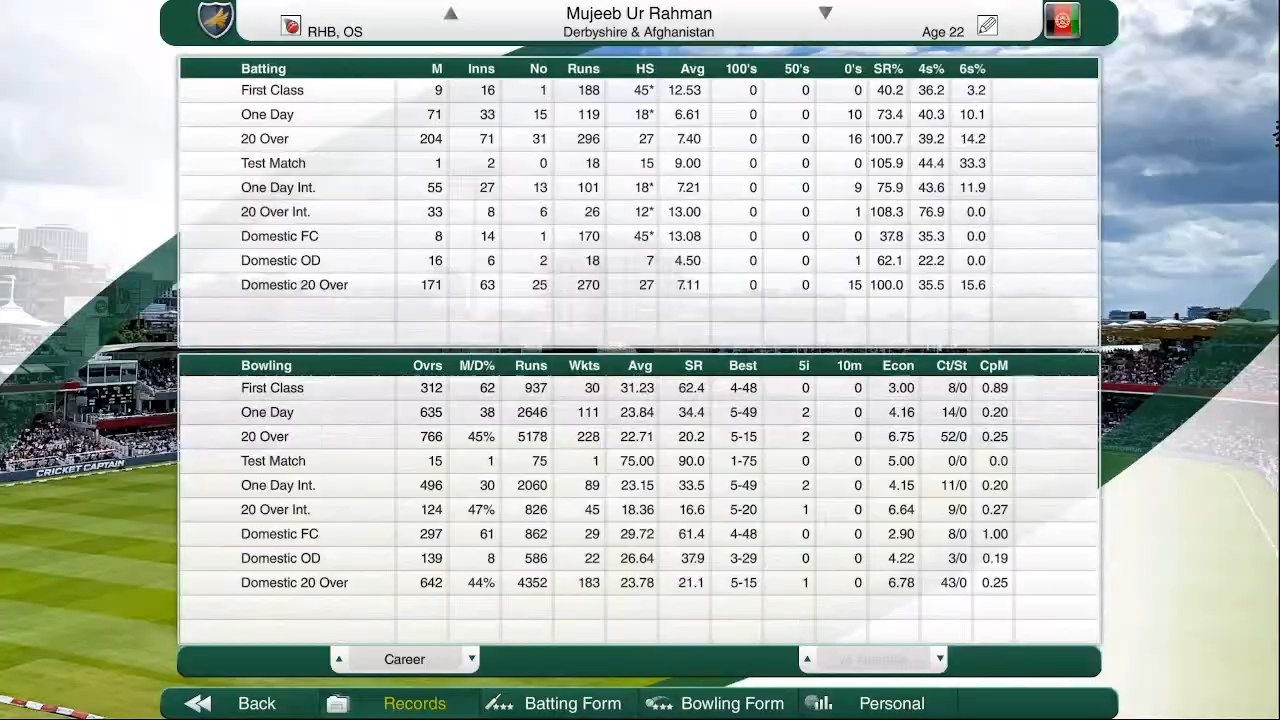 Mujeeb Ur Rahman
RHB, OS Derbyshire & Afghanistan Age 22
Batting M Inns No Runs HS Avg 100's 50's 0's SR% 4s% 6s%
First Class 9 16 1 188 45* 12.53 0 0 0 40.2 36.2 3.2
One Day 71 33 15 119 18* 6.61 0 0 10 73.4 40.3 10.1
20 Over 204 71 31 296 27 7.40 0 0 16 100.7 39.2 14.2
Test Match 1 2 0 18 15 9.00 0 0 0 105.9 44.4 33.3
One Day Int. 55 27 13 101 18* 7.21 0 0 9 75.9 43.6 11.9
20 Over Int. 33 8 6 26 12* 13.00 0 0 1 108.3 76.9 0.0
Domestic FC 8 14 1 170 45* 13.08 0 0 0 37.8 35.3 0.0
Domestic OD 16 6 2 18 7 4.50 0 0 1 62.1 22.2 0.0
Domestic 20 Over 171 63 25 270 27 7.11 0 0 15 100.0 35.5 15.6
Bowling Ovrs M/D% Runs Wkts Avg SR Best 5i 10m Econ Ct/St CpM
First Class 312 62 937 30 31.23 62.4 4-48 0 0 3.00 8/0 0.89
One Day 635 38 2646 111 23.84 34.4 5-49 2 0 4.16 14/0 0.20
20 Over 766 45% 5178 228 22.71 20.2 5-15 2 0 6.75 52/0 0.25
Test Match 15 1 75 1 75.00 90.0 1-75 0 0 5.00 0/0 0.0
One Day Int. 496 30 2060 89 23.15 33.5 5-49 2 0 4.15 11/0 0.20
20 Over Int. 124 47% 826 45 18.36 16.6 5-20 1 0 6.64 9/0 0.27
Domestic FC 297 61 862 29 29.72 61.4 4-48 0 0 2.90 8/0 1.00
Domestic OD 139 8 586 22 26.64 37.9 3-29 0 0 4.22 3/0 0.19
Domestic 20 Over 642 44% 4352 183 23.78 21.1 5-15 1 0 6.78 43/0 0.25
CRICKET CAPTAIN
Career
Back Records Batting Form Bowling Form Personal